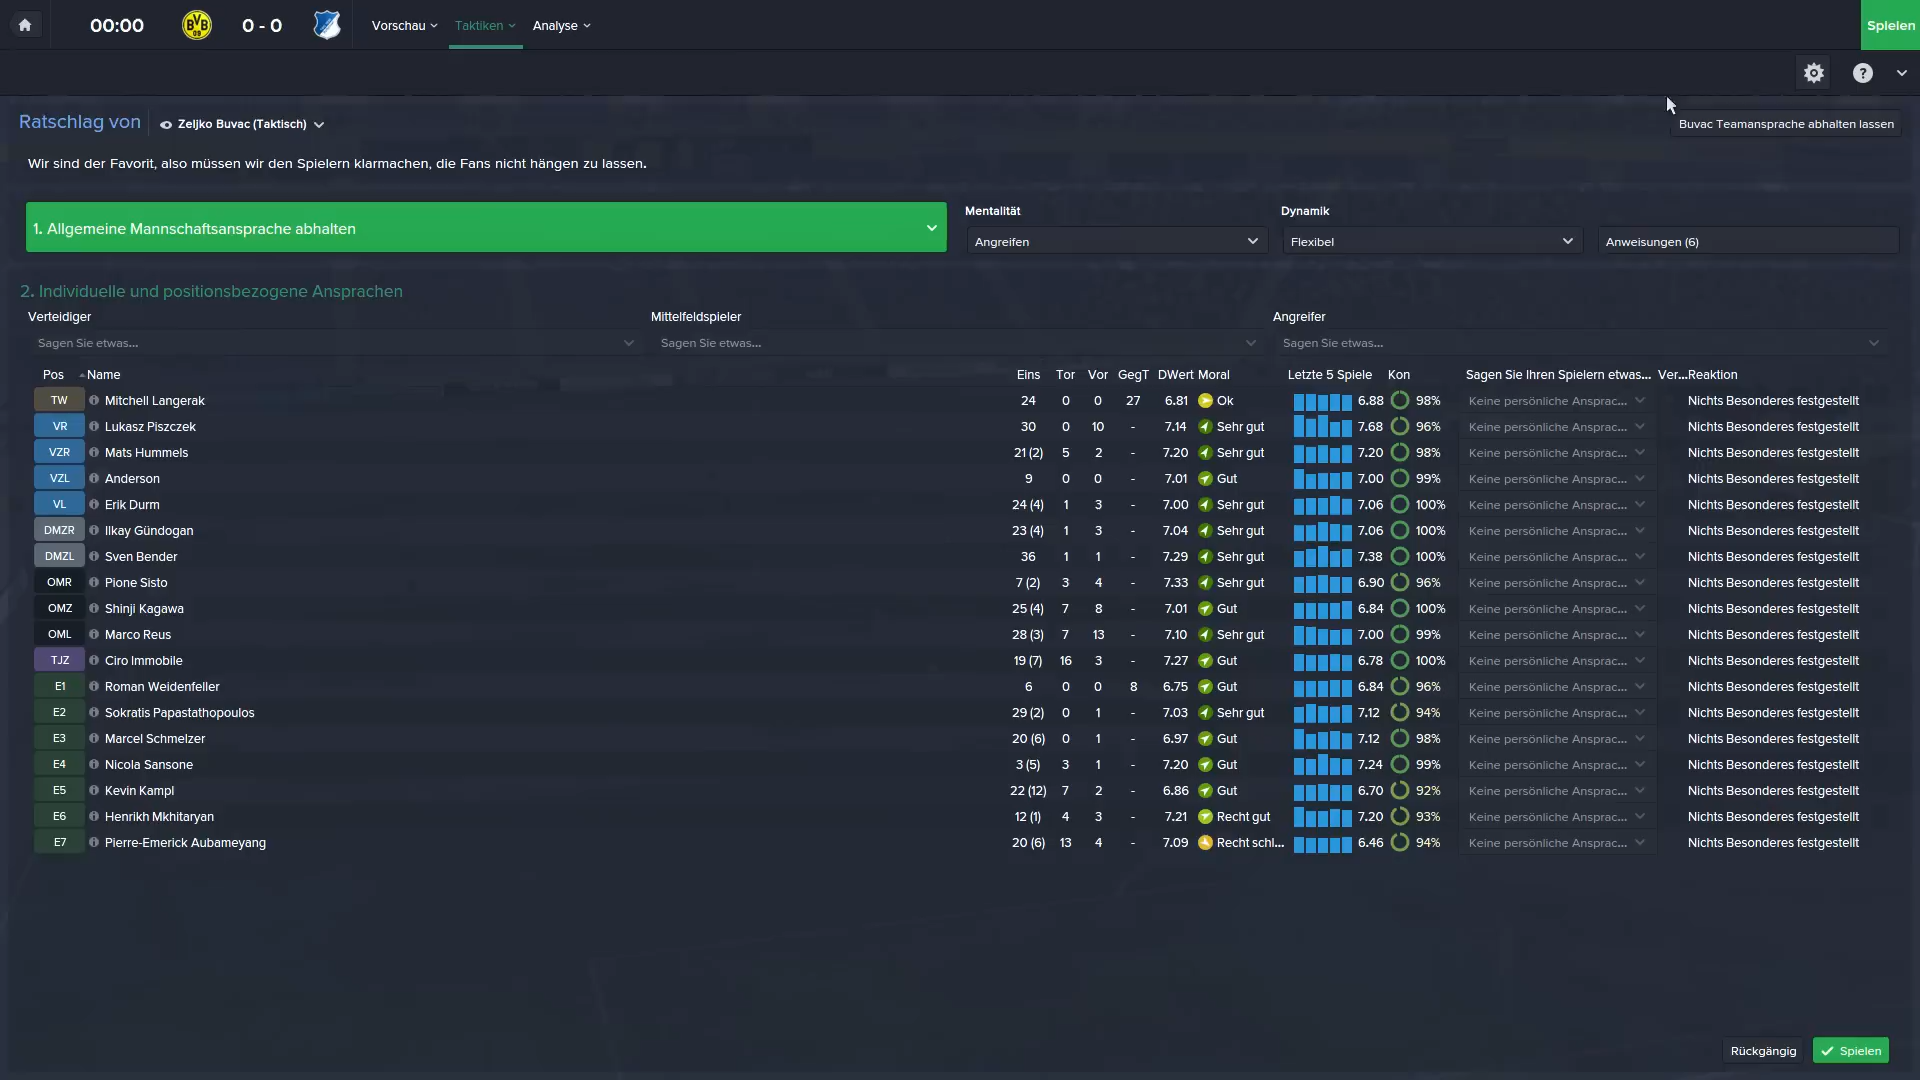 00:00 BVB 09 0 - 0 Vorschau Taktiken Analyse Spielen
?
Ratschlag von Zeljko Buvac (Taktisch) Buvac Teamansprache abhalten lassen
Wir sind der Favorit, also müssen wir den Spielern klarmachen, die Fans nicht hängen zu lassen.
Mentalität Dynamik
1. Allgemeine Mannschaftsansprache abhalten Angreifen Flexibel Anweisungen (6)
2. Individuelle und positionsbezogene Ansprachen
Verteidiger Mittelfeldspieler Angreifer
Sagen Sie etwas... Sagen Sie etwas... Sagen Sie etwas...
Pos Name Eins Tor Vor GegT DWert Moral Letzte 5 Spiele Kon Sagen Sie Ihren Spielern etwas... Ver... Reaktion
TW Mitchell Langerak 24 0 0 27 6.81 Ok 6.88 98% Keine persönliche Ansprac... Nichts Besonderes festgestellt
VR Lukasz Piszczek 30 0 10 - 7.14 Sehr gut 7.68 96% Keine persönliche Ansprac... Nichts Besonderes festgestellt
VZR Mats Hummels 21 (2) 5 2 - 7.20 Sehr gut 7.20 98% Keine persönliche Ansprac... Nichts Besonderes festgestellt
VZL Anderson 9 0 0 - 7.01 Gut 7.00 99% Keine persönliche Ansprac... Nichts Besonderes festgestellt
VL Erik Durm 24 (4) 1 3 - 7.00 Sehr gut 7.06 100% Keine persönliche Ansprac... Nichts Besonderes festgestellt
DMZR Ilkay Gündogan 23 (4) 1 3 - 7.04 Sehr gut 7.06 100% Keine persönliche Ansprac... Nichts Besonderes festgestellt
DMZL Sven Bender 36 1 1 - 7.29 Sehr gut 7.38 100% Keine persönliche Ansprac... Nichts Besonderes festgestellt
OMR Pione Sisto 7 (2) 3 4 - 7.33 Sehr gut 6.90 96% Keine persönliche Ansprac... Nichts Besonderes festgestellt
OMZ Shinji Kagawa 25 (4) 7 8 - 7.01 Gut 6.84 100% Keine persönliche Ansprac... Nichts Besonderes festgestellt
OML Marco Reus 28 (3) 7 13 - 7.10 Sehr gut 7.00 99% Keine persönliche Ansprac... Nichts Besonderes festgestellt
TJZ Ciro Immobile 19 (7) 16 3 - 7.27 Gut 6.78 100% Keine persönliche Ansprac... Nichts Besonderes festgestellt
E1 Roman Weidenfeller 6 0 0 8 6.75 Gut 6.84 96% Keine persönliche Ansprac... Nichts Besonderes festgestellt
E2 Sokratis Papastathopoulos 29 (2) 0 1 - 7.03 Sehr gut 7.12 94% Keine persönliche Ansprac... Nichts Besonderes festgestellt
E3 Marcel Schmelzer 20 (6) 0 1 - 6.97 Gut 7.12 98% Keine persönliche Ansprac... Nichts Besonderes festgestellt
E4 Nicola Sansone 3 (5) 3 1 - 7.20 Gut 7.24 99% Keine persönliche Ansprac... Nichts Besonderes festgestellt
E5 Kevin Kampl 22 (12) 7 2 - 6.86 Gut 6.70 92% Keine persönliche Ansprac... Nichts Besonderes festgestellt
E6 Henrikh Mkhitaryan 12 (1) 4 3 - 7.21 Recht gut 7.20 93% Keine persönliche Ansprac... Nichts Besonderes festgestellt
E7 Pierre-Emerick Aubameyang 20 (6) 13 4 - 7.09 Recht schl... 6.46 94% Keine persönliche Ansprac... Nichts Besonderes festgestellt
Rückgängig Spielen